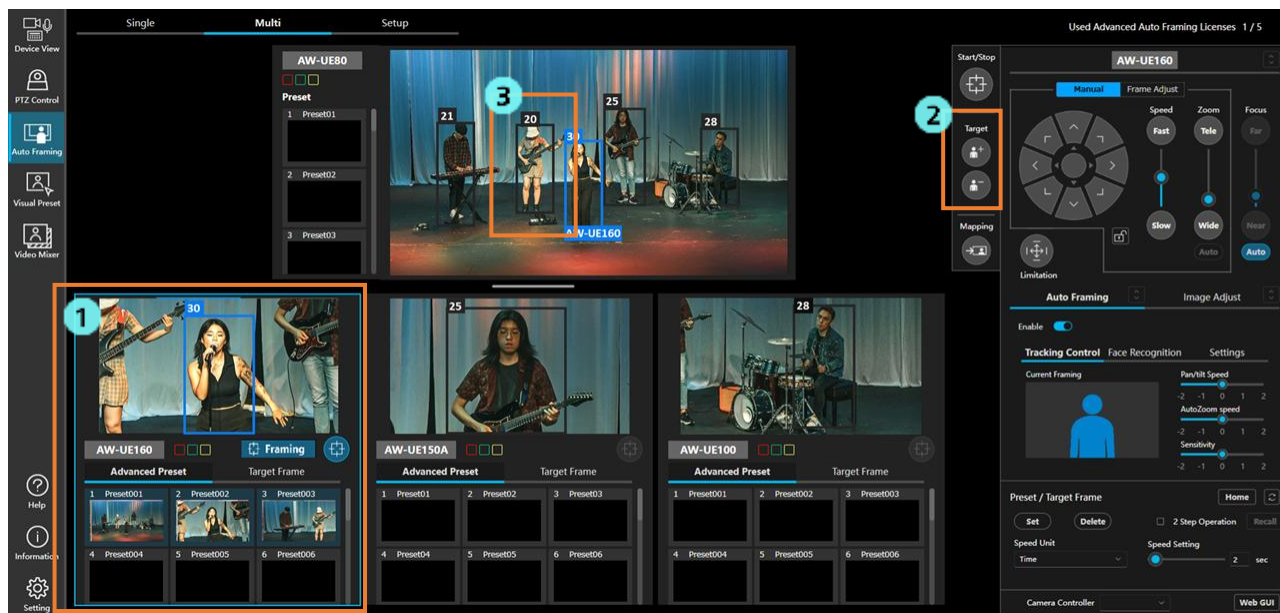 Single
Multi
Setup
Used Advanced Auto Framing Licenses 1 / 5
Device View
PTZ Control
Auto Framing
Visual Preset
Video Mixer
Help
Information
Setting
AW-UE80
Preset
1 Preset01
2 Preset02
3 Preset03
21
3
20
30
25
28
AW-UE160
Start/Stop
2
Target
Mapping
1
30
AW-UE160
Framing
Advanced Preset
Target Frame
1 Preset001
2 Preset002
3 Preset003
4 Preset004
5 Preset005
6 Preset006
25
AW-UE150A
Advanced Preset
Target Frame
1 Preset01
2 Preset02
3 Preset03
4 Preset04
5 Preset05
6 Preset06
28
AW-UE100
Advanced Preset
Target Frame
1 Preset001
2 Preset002
3 Preset003
4 Preset004
5 Preset005
6 Preset006
AW-UE160
Manual
Frame Adjust
Speed
Zoom
Focus
Fast
Tele
Far
Slow
Wide
Near
Auto
Auto
Limitation
Auto Framing
Image Adjust
Enable
Tracking Control
Face Recognition
Settings
Current Framing
Pan/tilt Speed
-2 -1 0 1 2
AutoZoom speed
-2 -1 0 1 2
Sensitivity
-2 -1 0 1 2
Preset / Target Frame
Home
Set
Delete
2 Step Operation
Recall
Speed Unit
Time
Speed Setting
2 sec
Camera Controller
Web GUI